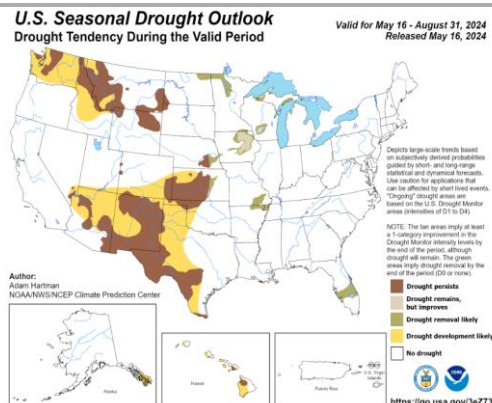 U.S. Seasonal Drought Outlook
Drought Tendency During the Valid Period
Valid for May 16 - August 31, 2024
Released May 16, 2024
Depicts large-scale trends based
on subjectively derived probabilities
guided by short- and long-range
statistical and dynamical forecasts.
Use caution for applications that
can be affected by short lived events.
"Ongoing" drought areas are
based on the U.S. Drought Monitor
areas (intensities of D1 to D4).
NOTE: The tan areas imply at least
a 1-category improvement in the
Drought Monitor intensity levels by
the end of the period, although
drought will remain. The green
areas imply drought removal by the
end of the period (D0 or none).
Author:
Adam Hartman
NOAA/NWS/NCEP Climate Prediction Center
Drought persists
Drought remains,
but improves
Drought removal likely
Drought development likely
No drought
Alaska
Hawaii
Puerto Rico
U.S. Virgin
Islands
https://go.usa.gov/3eZ73